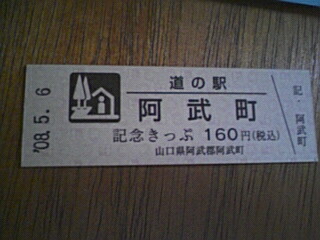 '08.5.6
道の駅
阿武町
記念きっぷ 160円(税込)
山口県阿武郡阿武町
記・阿武町